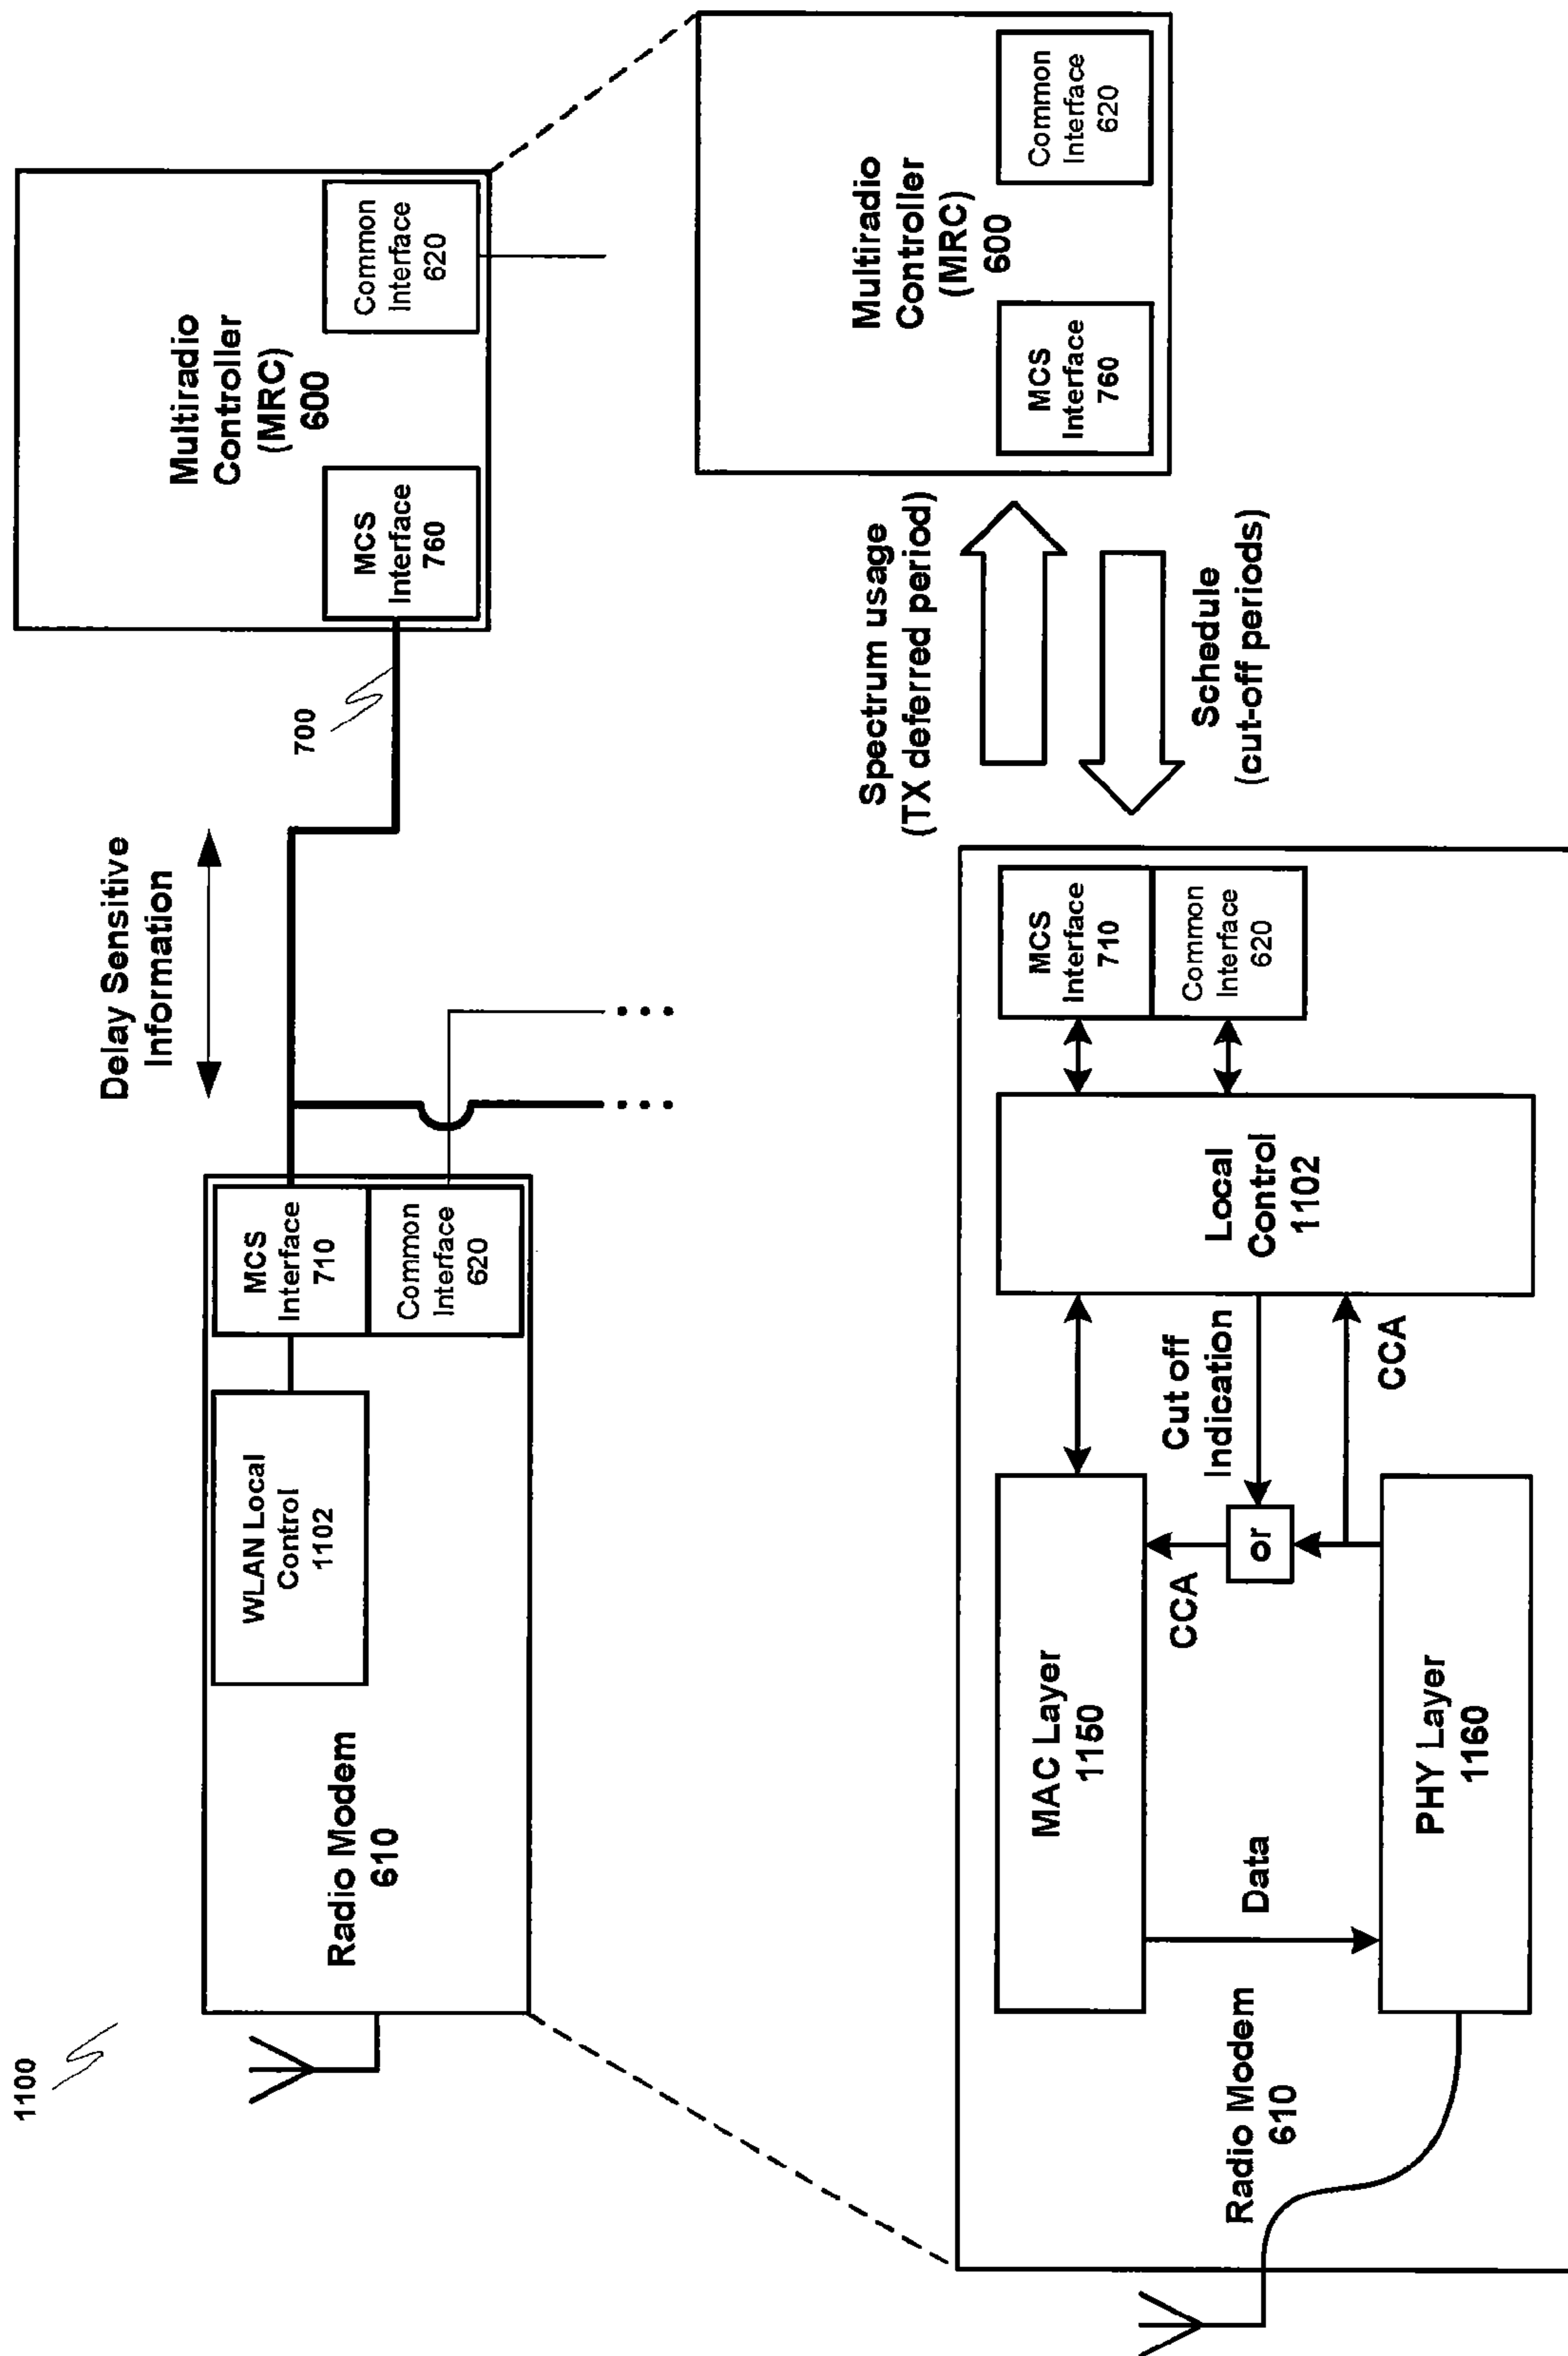 1100
Radio Modem
610
WLAN Local
Control
1102
MCS
Interface
710
Common
Interface
620
Delay Sensitive
Information
700
Multiradio
Controller
(MRC)
600
MCS
Interface
760
Common
Interface
620
Radio Modem
610
MAC Layer
1150
Data
PHY Layer
1160
CCA
or
Cut off
Indication
CCA
Local
Control
1102
MCS
Interface
710
Common
Interface
620
Spectrum usage
(TX deferred period)
Schedule
(cut-off periods)
Multiradio
Controller
(MRC)
600
MCS
Interface
760
Common
Interface
620